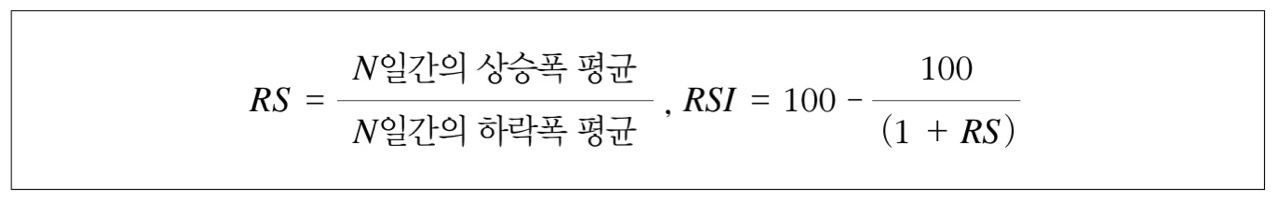 RS = N일간의 상승폭 평균 / N일간의 하락폭 평균 , RSI = 100 - 100 / (1 + RS)